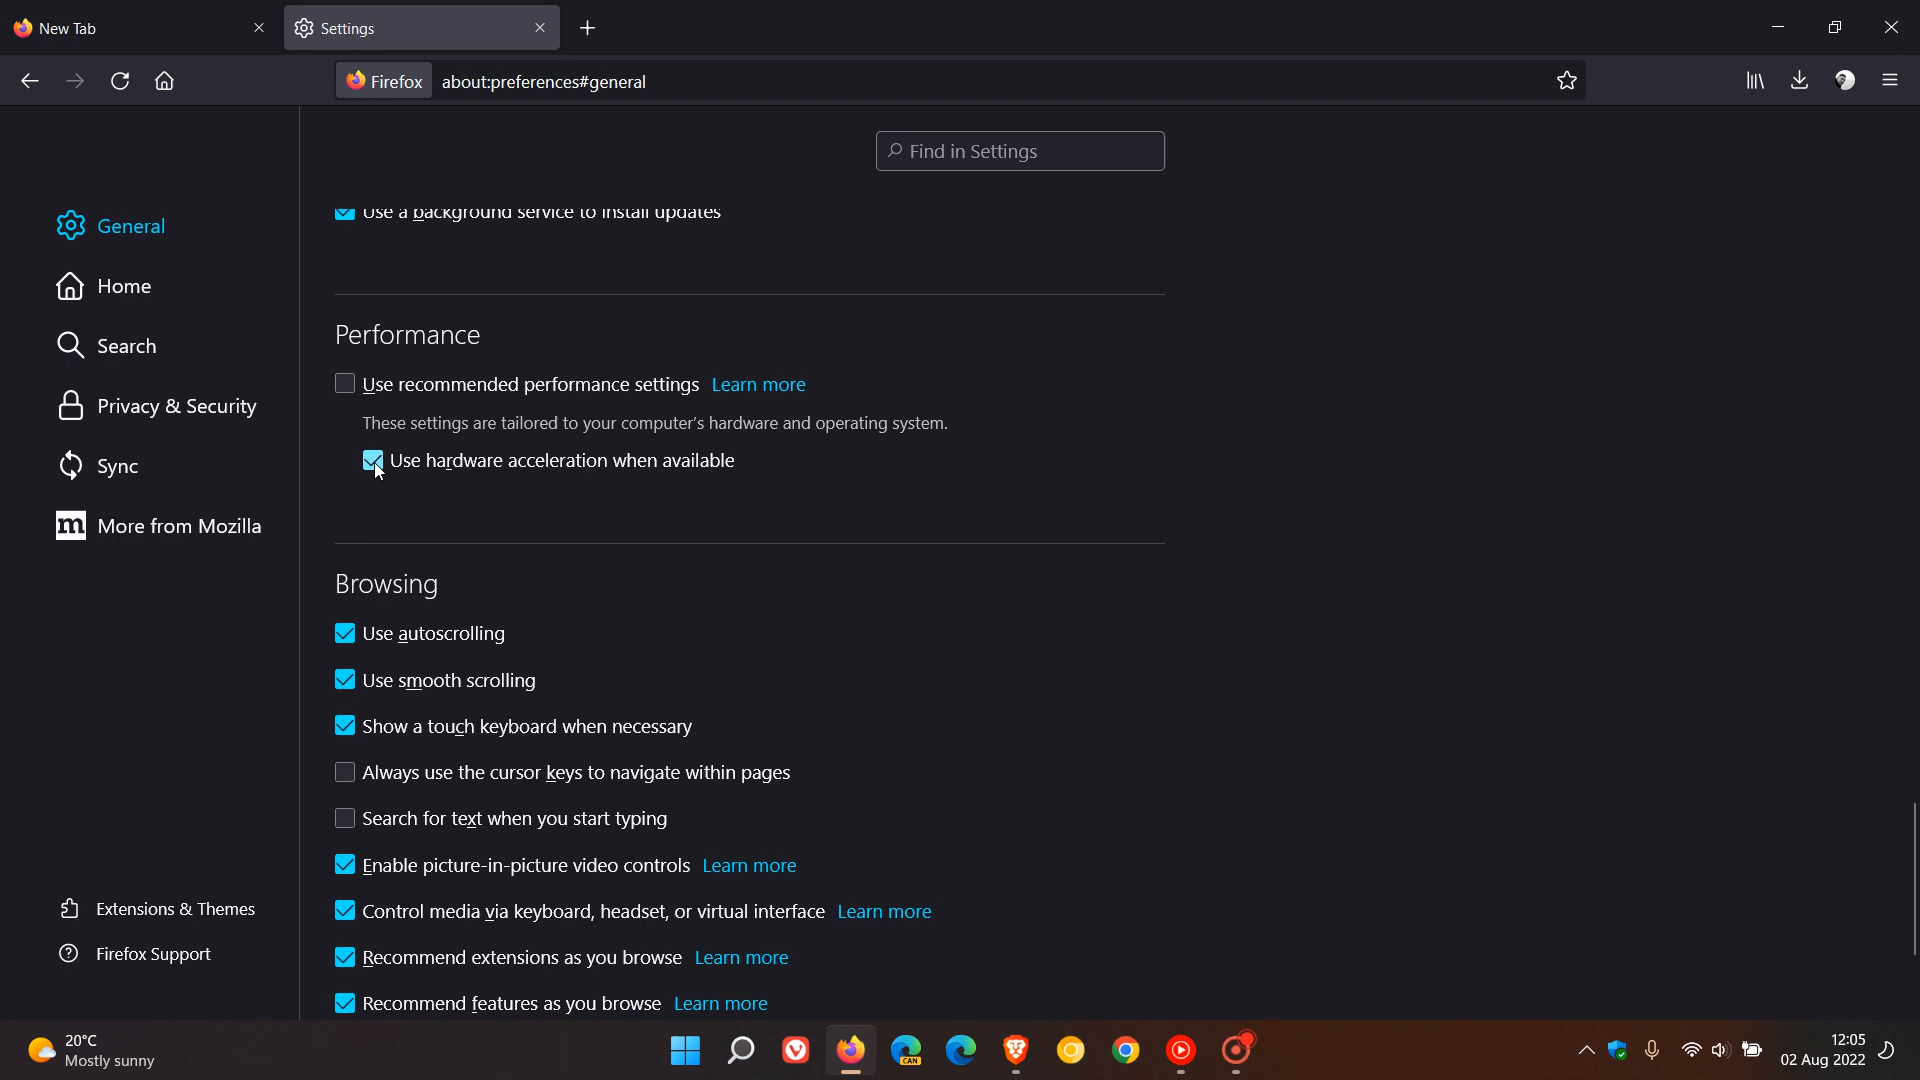 New Tab
Settings
Firefox about:preferences#general
Find in Settings
General
Home
Search
Privacy & Security
Sync
More from Mozilla
Extensions & Themes
Firefox Support
Use a background service to install updates
Performance
Use recommended performance settings Learn more
These settings are tailored to your computer's hardware and operating system.
Use hardware acceleration when available
Browsing
Use autoscrolling
Use smooth scrolling
Show a touch keyboard when necessary
Always use the cursor keys to navigate within pages
Search for text when you start typing
Enable picture-in-picture video controls Learn more
Control media via keyboard, headset, or virtual interface Learn more
Recommend extensions as you browse Learn more
Recommend features as you browse Learn more
20°C
Mostly sunny
CAN
12:05
02 Aug 2022